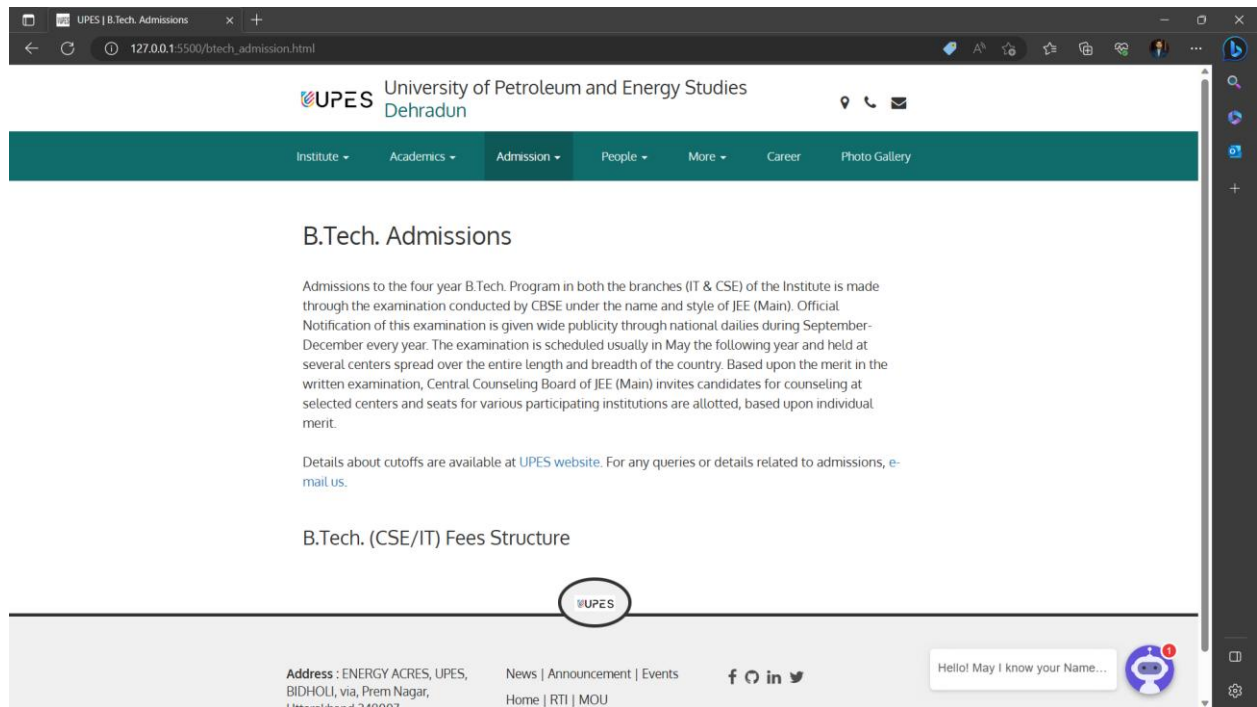 UPES | B.Tech. Admissions
127.0.0.1:5500/btech_admission.html
UPES
University of Petroleum and Energy Studies
Dehradun
Institute
Academics
Admission
People
More
Career
Photo Gallery
B.Tech. Admissions
Admissions to the four year B.Tech. Program in both the branches (IT & CSE) of the Institute is made
through the examination conducted by CBSE under the name and style of JEE (Main). Official
Notification of this examination is given wide publicity through national dailies during September-
December every year. The examination is scheduled usually in May the following year and held at
several centers spread over the entire length and breadth of the country. Based upon the merit in the
written examination, Central Counseling Board of JEE (Main) invites candidates for counseling at
selected centers and seats for various participating institutions are allotted, based upon individual
merit.
Details about cutoffs are available at UPES website. For any queries or details related to admissions, e-
mail us.
B.Tech. (CSE/IT) Fees Structure
UPES
Address : ENERGY ACRES, UPES,
BIDHOLI, via, Prem Nagar,
News | Announcement | Events
Home | RTI | MOU
Hello! May I know your Name...
1